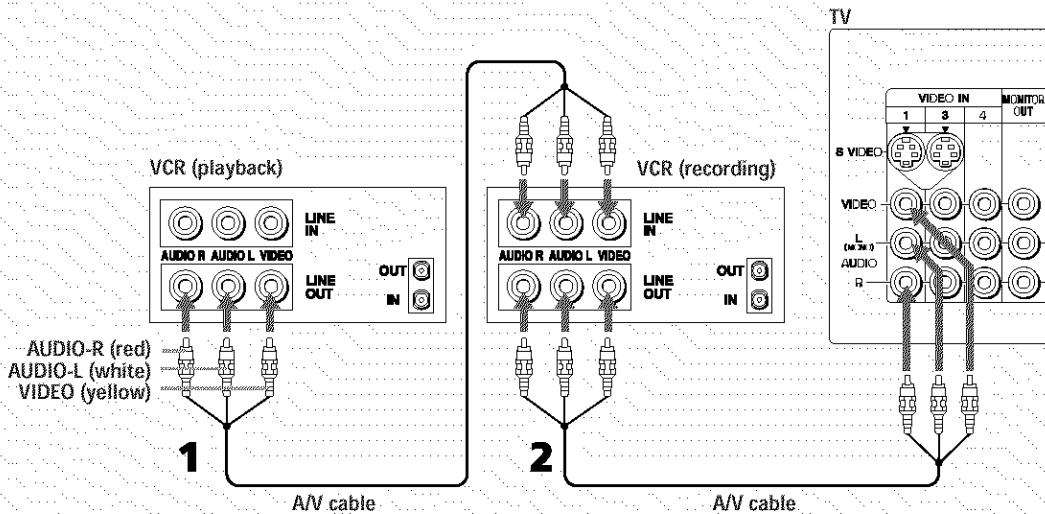 TV
VIDEO IN
MONITOR
OUT
1 3 4
S VIDEO
VIDEO
L
(MONO)
AUDIO
R
VCR (playback)
LINE
IN
AUDIO R AUDIO L VIDEO
LINE
OUT
OUT
IN
VCR (recording)
LINE
IN
AUDIO R AUDIO L VIDEO
LINE
OUT
OUT
IN
AUDIO-R (red)
AUDIO-L (white)
VIDEO (yellow)
1
A/V cable
2
A/V cable